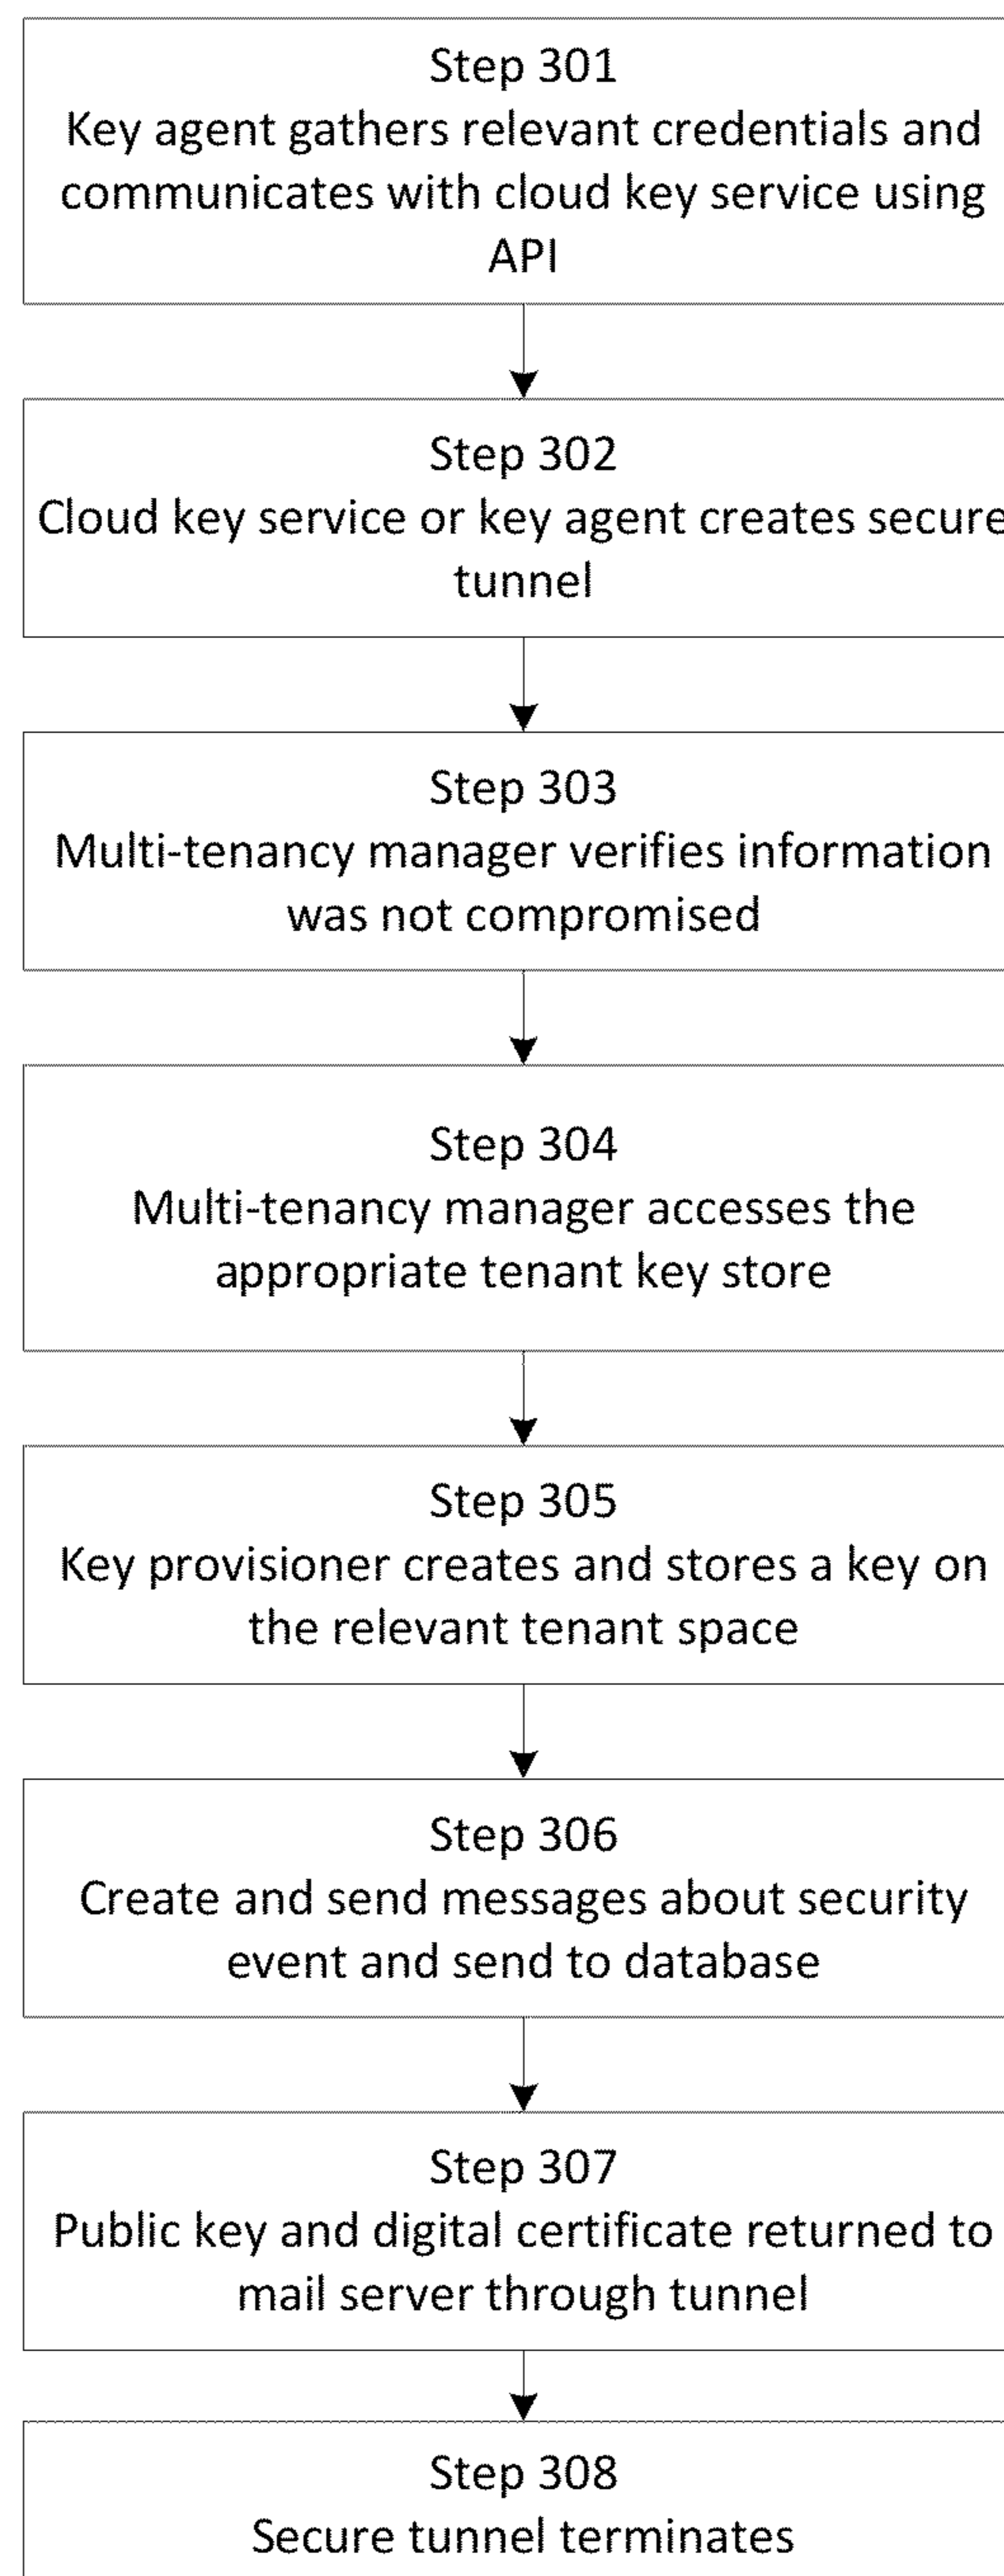 Step 301
Key agent gathers relevant credentials and
communicates with cloud key service using
API
Step 302
Cloud key service or key agent creates secure
tunnel
Step 303
Multi-tenancy manager verifies information
was not compromised
Step 304
Multi-tenancy manager accesses the
appropriate tenant key store
Step 305
Key provisioner creates and stores a key on
the relevant tenant space
Step 306
Create and send messages about security
event and send to database
Step 307
Public key and digital certificate returned to
mail server through tunnel
Step 308
Secure tunnel terminates